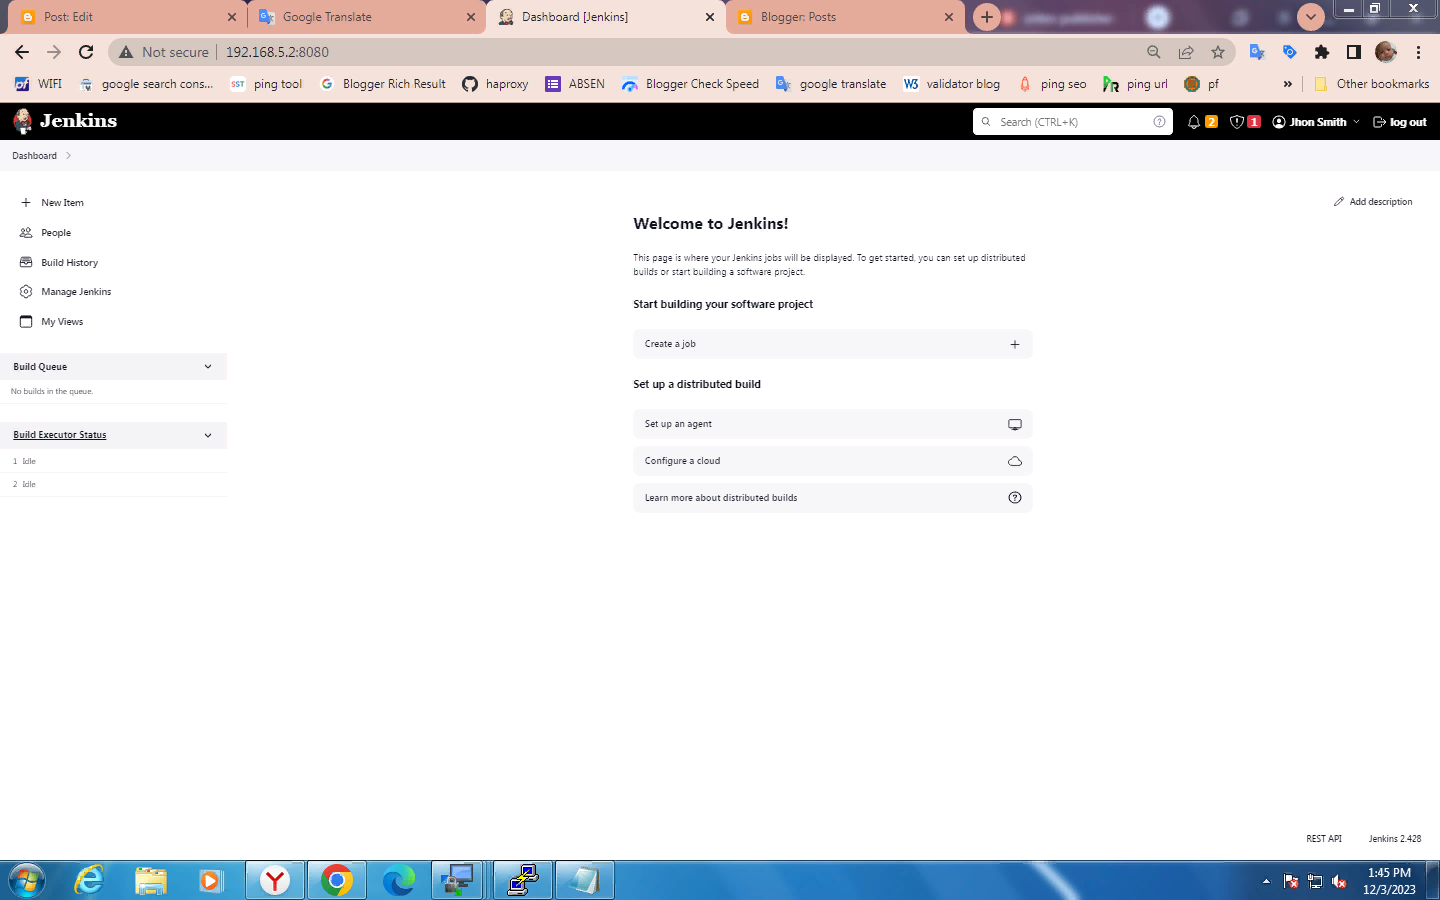 Post: Edit
Google Translate
Dashboard [Jenkins]
Blogger: Posts
Not secure
192.168.5.2:8080
WIFI
google search cons...
ping tool
Blogger Rich Result
haproxy
ABSEN
Blogger Check Speed
google translate
validator blog
ping seo
ping url
pf
»
Other bookmarks
Jenkins
Search (CTRL+K)
2
1
Jhon Smith
log out
Dashboard
New Item
People
Build History
Manage Jenkins
My Views
Build Queue
No builds in the queue.
Build Executor Status
1 Idle
2 Idle
Add description
Welcome to Jenkins!
This page is where your Jenkins jobs will be displayed. To get started, you can set up distributed
builds or start building a software project.
Start building your software project
Create a job
Set up a distributed build
Set up an agent
Configure a cloud
Learn more about distributed builds
REST API
Jenkins 2.428
1:45 PM
12/3/2023